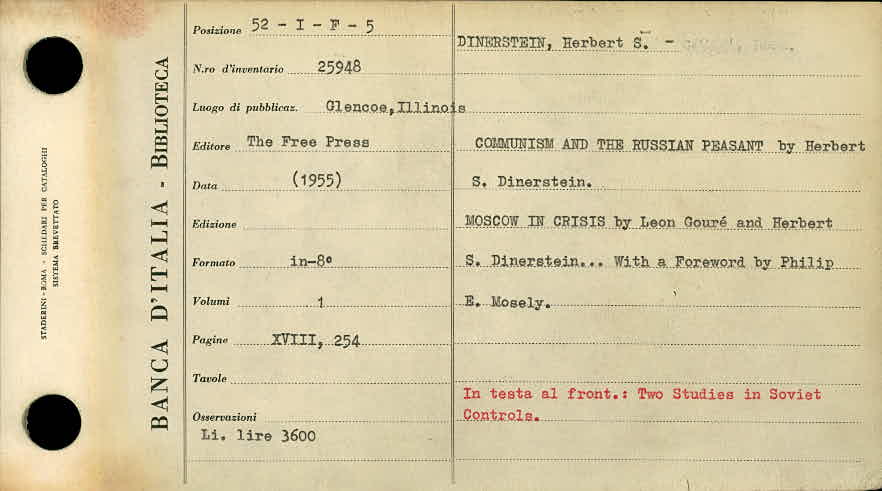 STADERINI - ROMA - SCHEDARI PER CATALOGHI
SISTEMA BREVETTATO
BANCA D'ITALIA - BIBLIOTECA
Posizione 52 - I - F - 5
N.ro d'inventario 25948
Luogo di pubblicaz. Glencoe, Illinois
Editore The Free Press
Data (1955)
Edizione
Formato in-8°
Volumi 1
Pagine XVIII, 254
Tavole
Osservazioni
Li. lire 3600
DINERSTEIN, Herbert S. -
COMMUNISM AND THE RUSSIAN PEASANT by Herbert
S. Dinerstein.
MOSCOW IN CRISIS by Leon Gouré and Herbert
S. Dinerstein... With a Foreword by Philip
E. Mosely.
In testa al front.: Two Studies in Soviet
Controls.